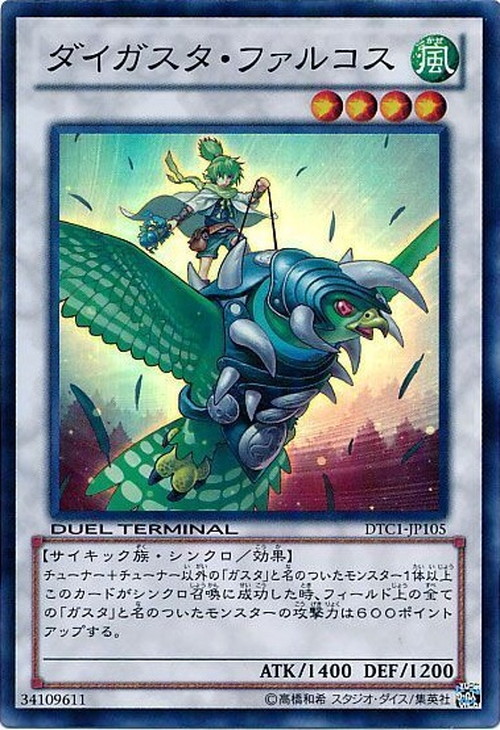 ダイガスタ・ファルコス
風
DUEL TERMINAL
DTC1-JP105
【サイキック族・シンクロ/効果】
チューナー+チューナー以外の「ガスタ」と名のついたモンスター1体以上
このカードがシンクロ召喚に成功した時、フィールド上の全て
の「ガスタ」と名のついたモンスターの攻撃力は600ポイント
アップする。
ATK/1400 DEF/1200
34109611
©高橋和希 スタジオ・ダイス/集英社